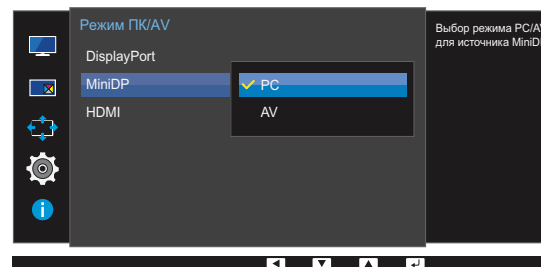 Режим ПК/AV
DisplayPort
MiniDP
HDMI
PC
AV
Выбор режима PC/AV
для источника MiniD